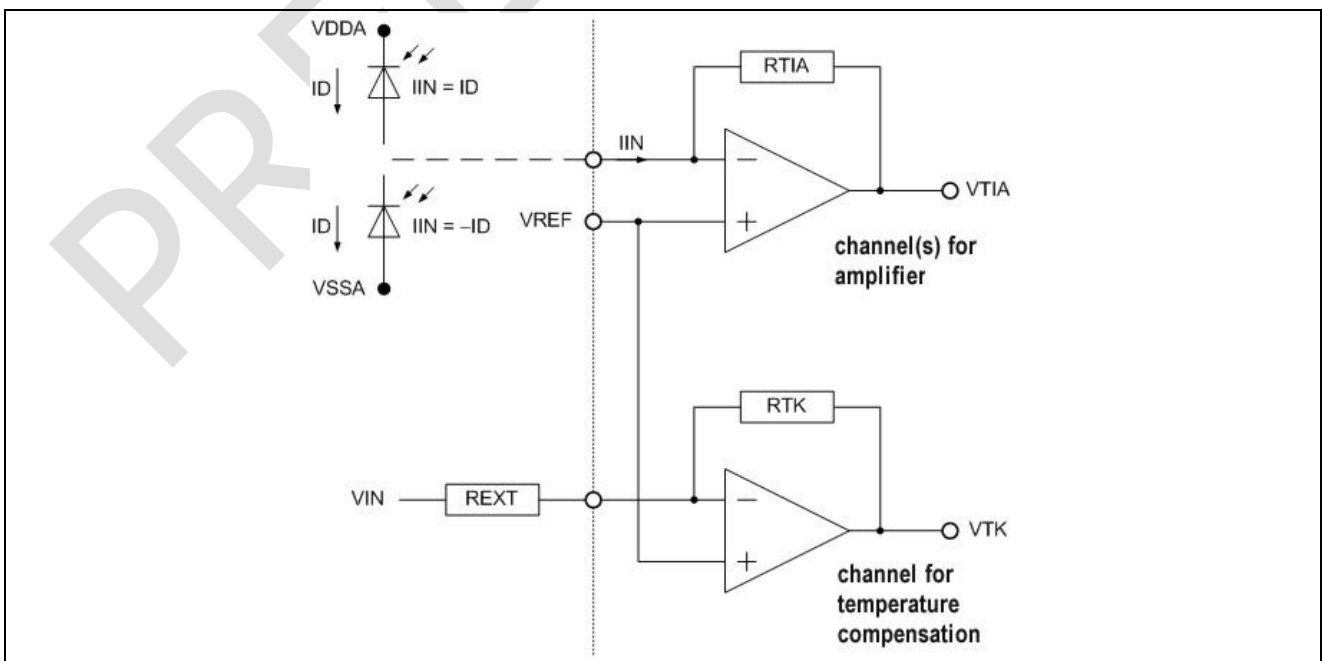 PRE
VDDA
ID
IIN = ID
RTIA
IIN
VTIA
ID
IIN = –ID
VREF
VSSA
channel(s) for
amplifier
RTK
VIN
REXT
VTK
channel for
temperature
compensation